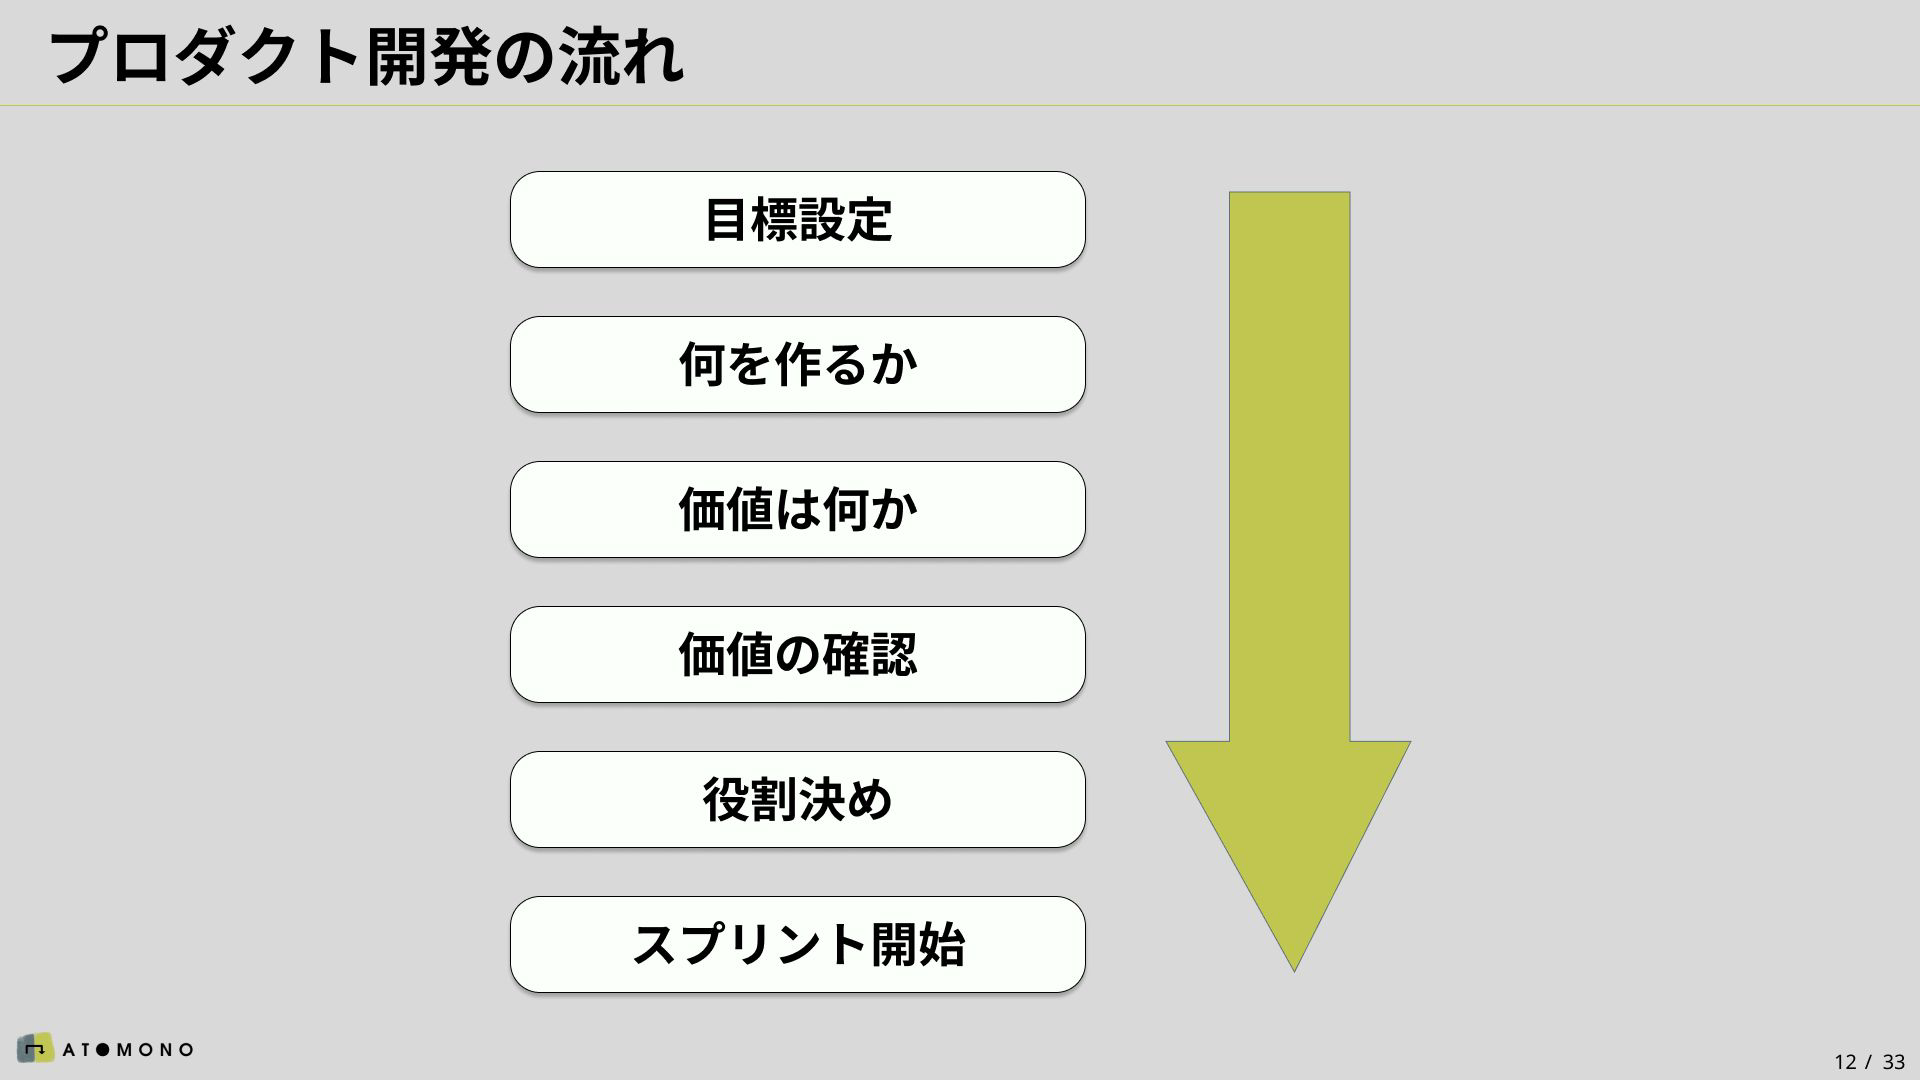 プロダクト開発の流れ
目標設定
何を作るか
価値は何か
価値の確認
役割決め
スプリント開始
ATOMONO
12 / 33